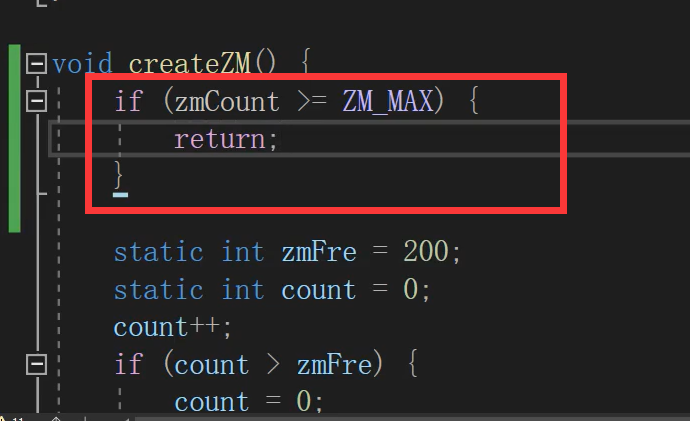 void createZM() {
if (zmCount >= ZM_MAX) {
return;
}
static int zmFre = 200;
static int count = 0;
count++;
if (count > zmFre) {
count = 0;